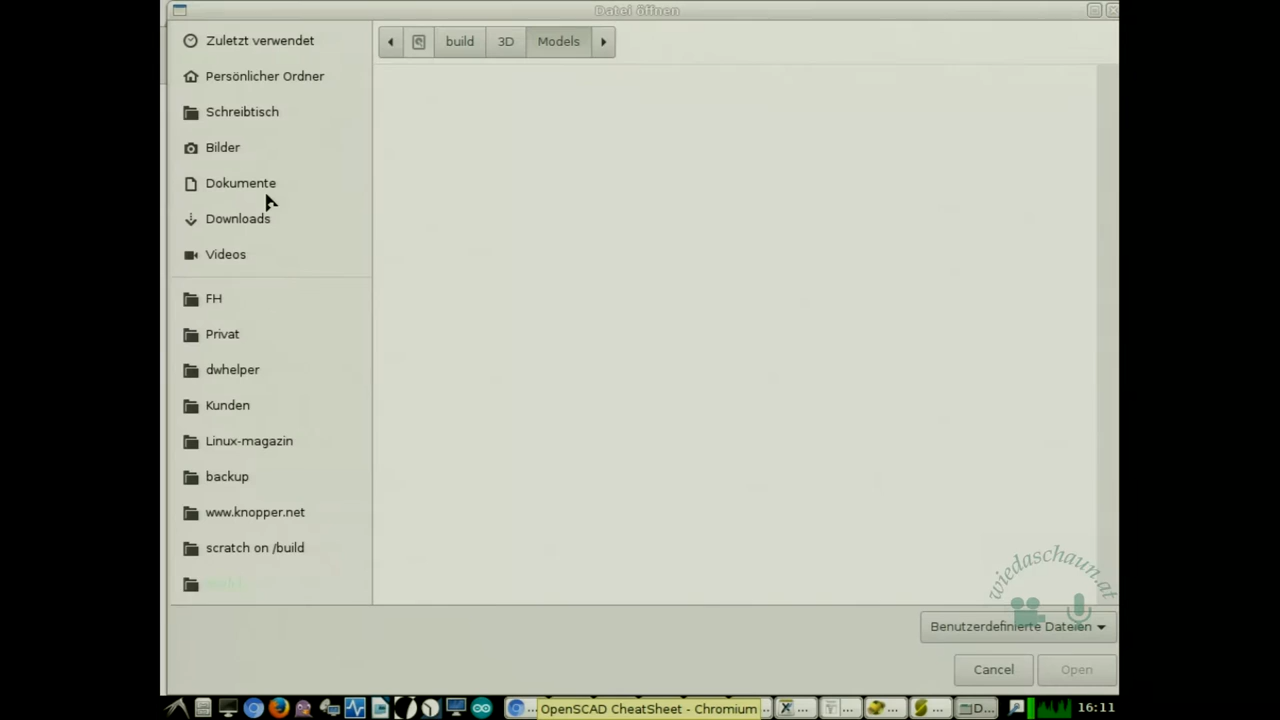 Datei öffnen
Zuletzt verwendet
Persönlicher Ordner
Schreibtisch
Bilder
Dokumente
Downloads
Videos
FH
Privat
dwhelper
Kunden
Linux-magazin
backup
www.knopper.net
scratch on /build
build 3D Models
wiedaschaun.at
Benutzerdefinierte Dateien
Cancel Open
... OpenSCAD CheatSheet - Chromium ... ... ... ... ... D... 16:11